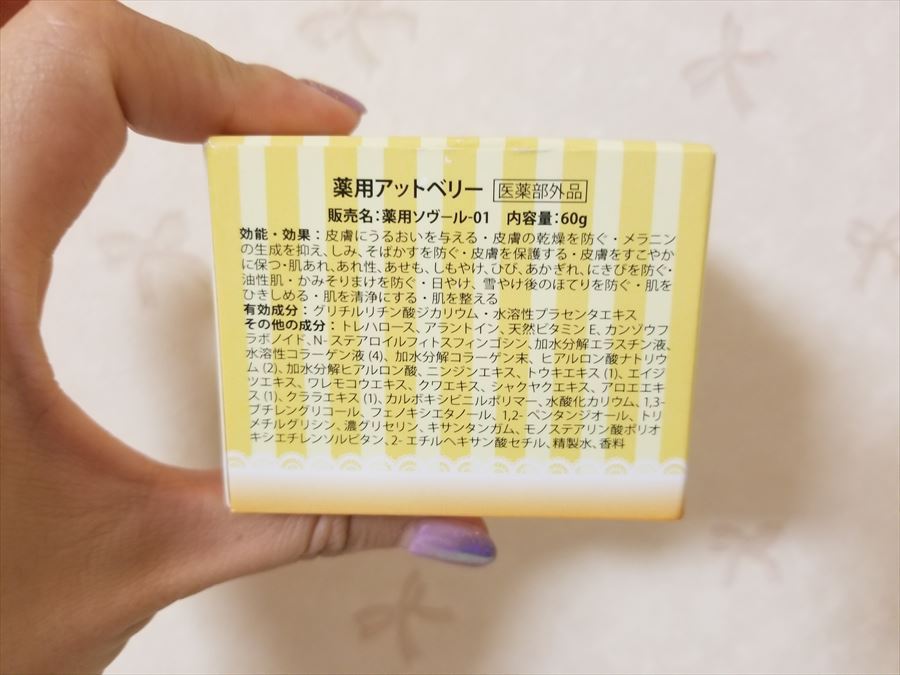 薬用アットベリー 医薬部外品
販売名：薬用ソヴール-01 内容量：60g
効能・効果：皮膚にうるおいを与える・皮膚の乾燥を防ぐ・メラニン
の生成を抑え、しみ、そばかすを防ぐ・皮膚を保護する・皮膚をすこやか
に保つ・肌あれ、あれ性、あせも、しもやけ、ひび、あかぎれ、にきびを防ぐ・
油性肌・かみそりまけを防ぐ・日やけ、雪やけ後のほてりを防ぐ・肌を
ひきしめる・肌を清浄にする・肌を整える
有効成分：グリチルリチン酸ジカリウム・水溶性プラセンタエキス
その他の成分：トレハロース、アラントイン、天然ビタミンE、カンゾウフ
ラボノイド、N-ステアロイルフィトスフィンゴシン、加水分解エラスチン液、
水溶性コラーゲン液(4)、加水分解コラーゲン末、ヒアルロン酸ナトリウ
ム(2)、加水分解ヒアルロン酸、ニンジンエキス、トウキエキス(1)、エイジ
ツエキス、ワレモコウエキス、クワエキス、シャクヤクエキス、アロエエキ
ス(1)、クララエキス(1)、カルボキシビニルポリマー、水酸化カリウム、1,3-
ブチレングリコール、フェノキシエタノール、1,2-ペンタンジオール、トリ
メチルグリシン、濃グリセリン、キサンタンガム、モノステアリン酸ポリオ
キシエチレンソルビタン、2-エチルヘキサン酸セチル、精製水、香料